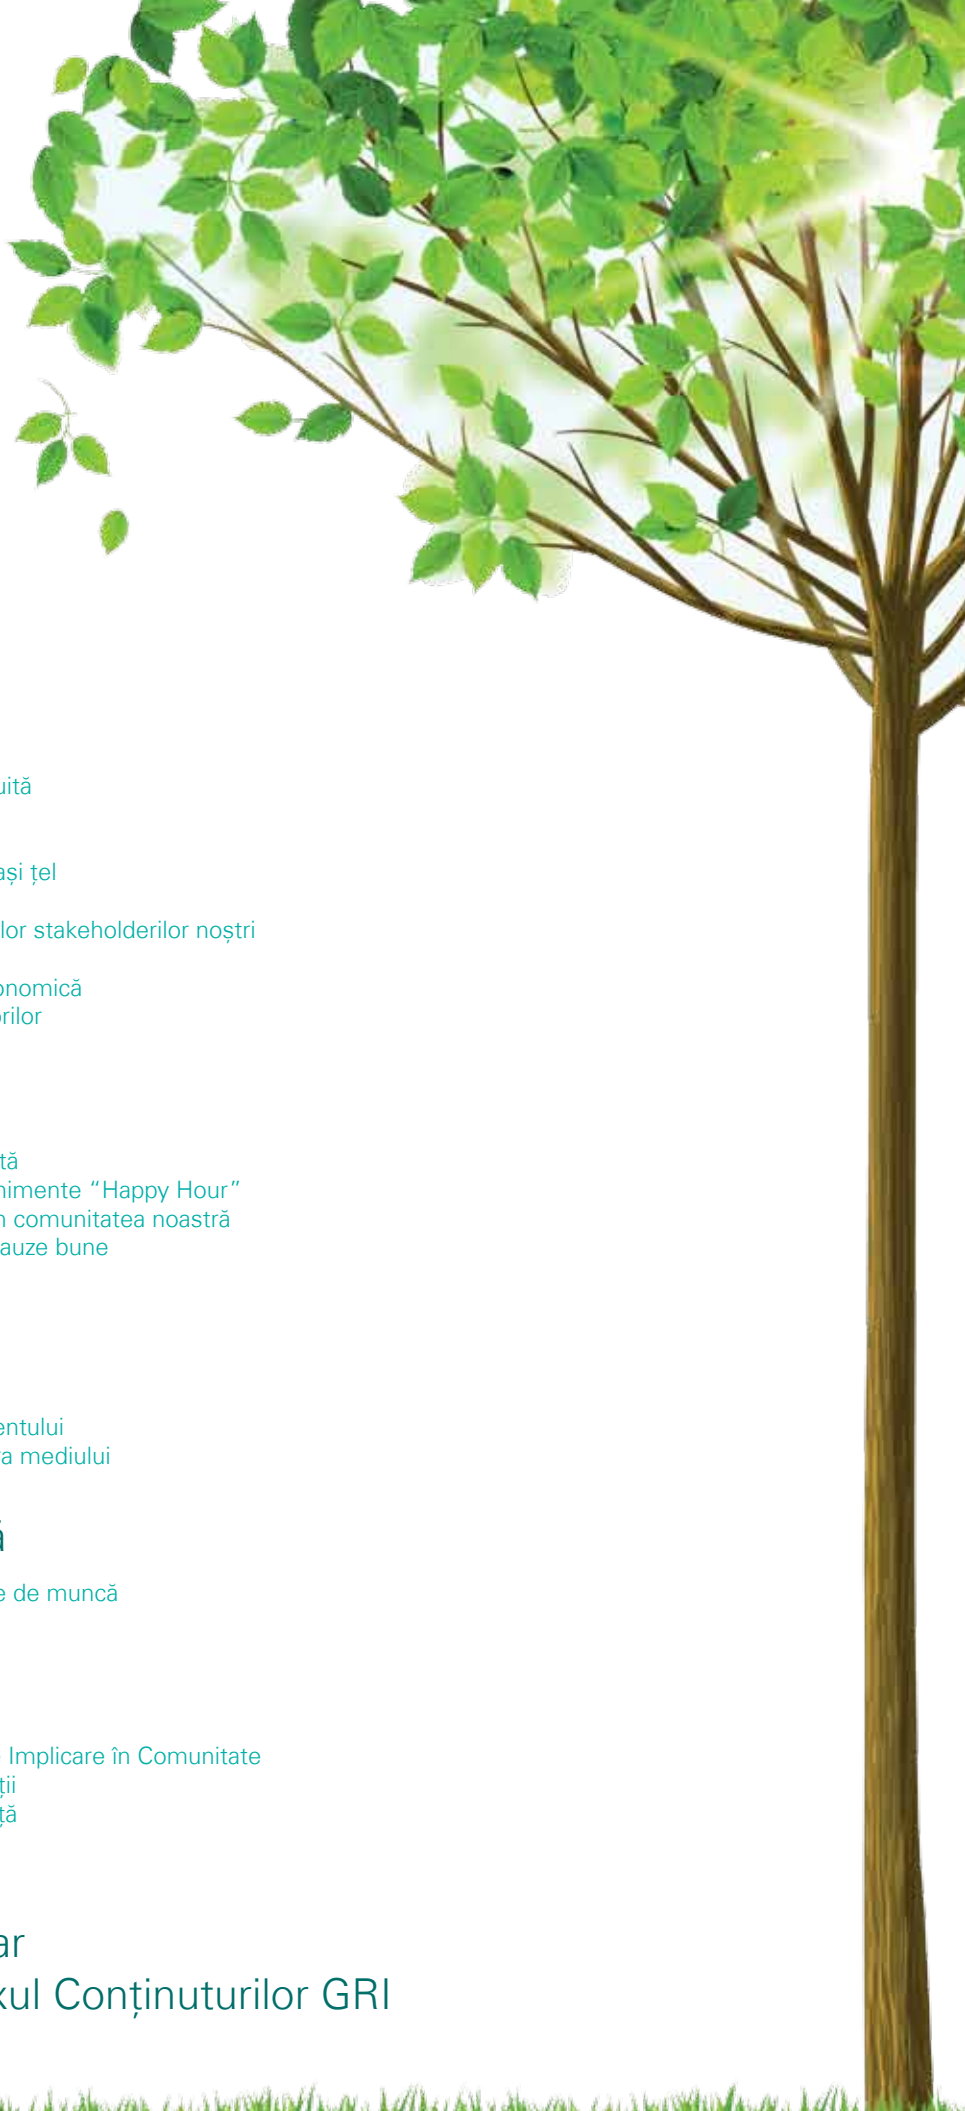 uită
ași țel
lor stakeholderilor noștri
onomică
rilor
tă
nimente “Happy Hour”
n comunitatea noastră
auze bune
entului
a mediului
ă
e de muncă
Implicare în Comunitate
ții
ță
ar
xul Conținuturilor GRI